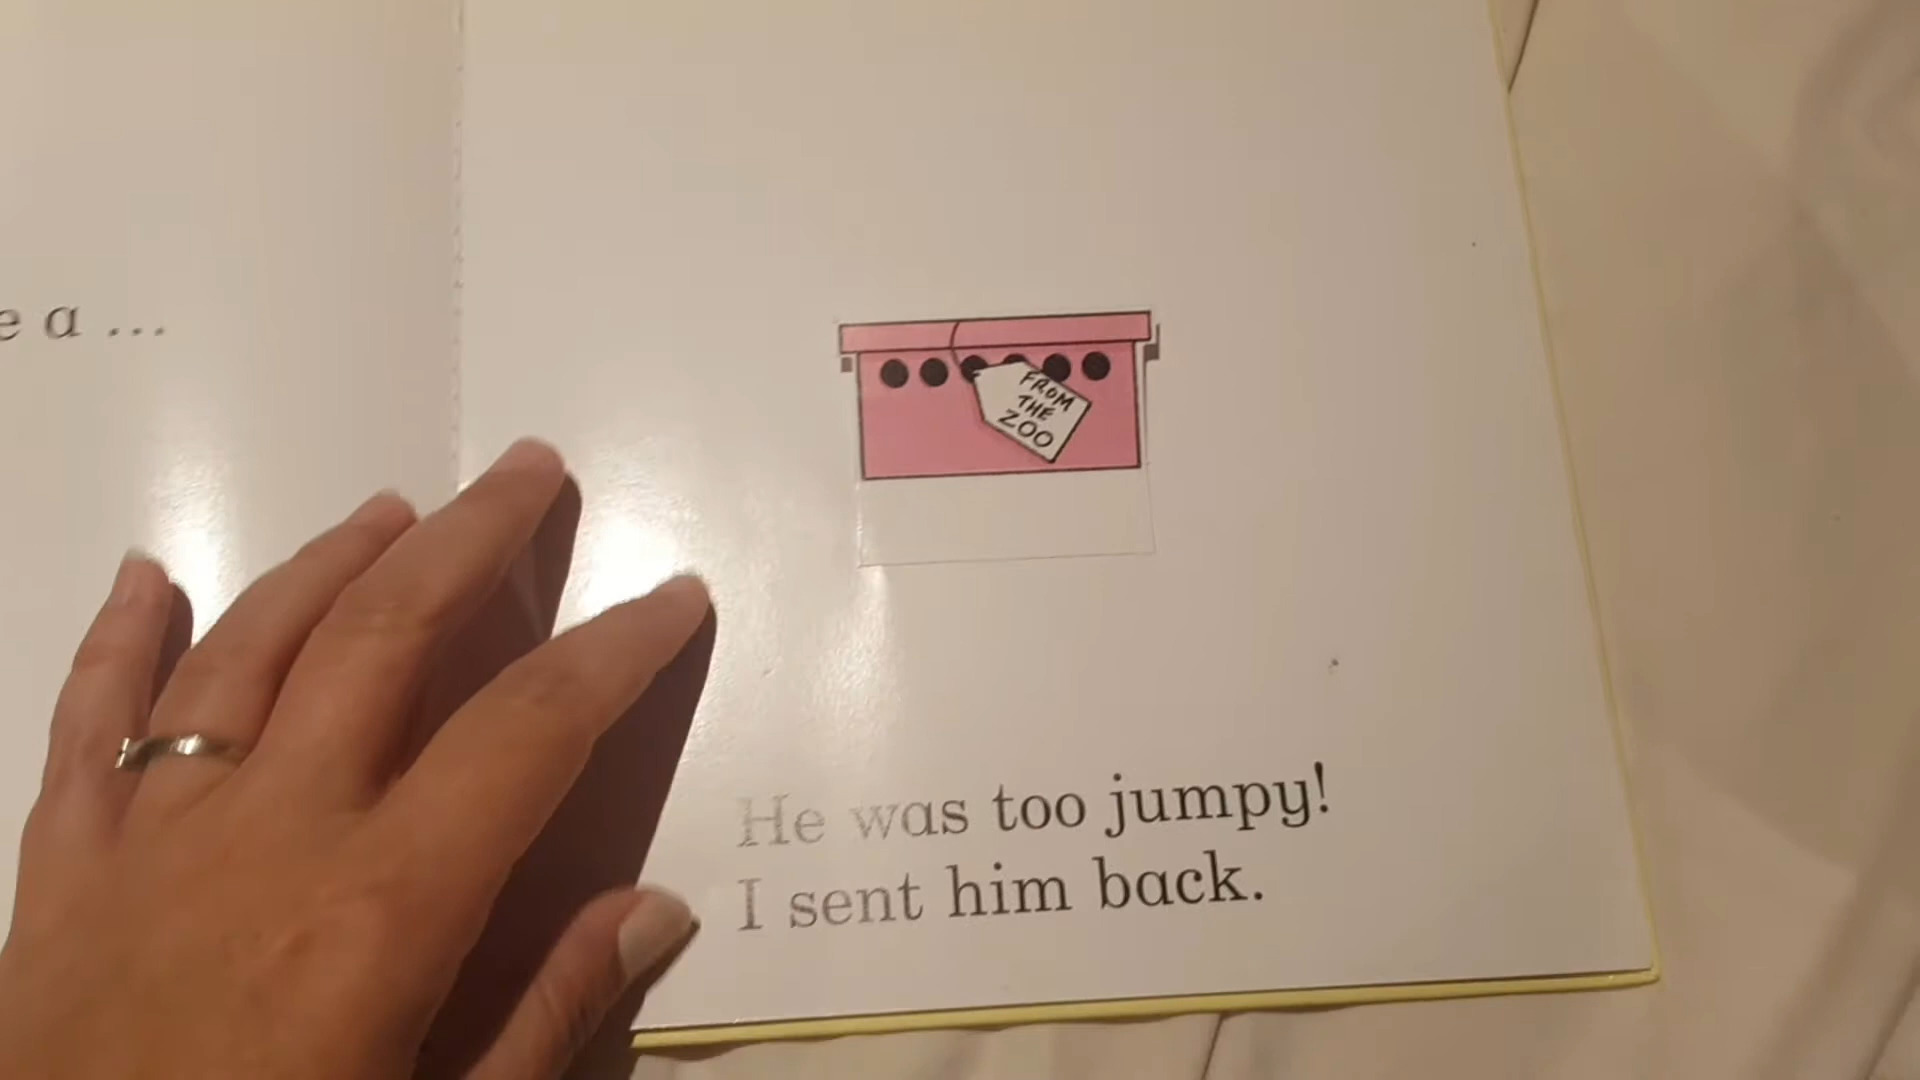 a ...
FROM
THE
ZOO
He was too jumpy!
I sent him back.